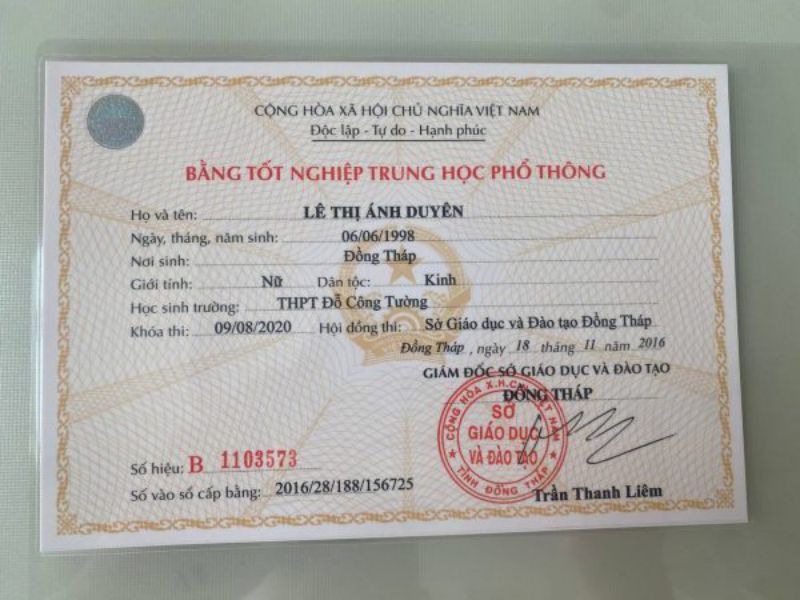 CỘNG HÒA XÃ HỘI CHỦ NGHĨA VIỆT NAM
Độc lập - Tự do - Hạnh phúc
BẰNG TỐT NGHIỆP TRUNG HỌC PHỔ THÔNG
Họ và tên: LÊ THỊ ÁNH DUYÊN
Ngày, tháng, năm sinh: 06/06/1998
Nơi sinh: Đồng Tháp
Giới tính: Nữ Dân tộc: Kinh
Học sinh trường: THPT Đỗ Công Tường
Khóa thi: 09/08/2020 Hội đồng thi: Sở Giáo dục và Đào tạo Đồng Tháp
Đồng Tháp, ngày 18 tháng 11 năm 2016
GIÁM ĐỐC SỞ GIÁO DỤC VÀ ĐÀO TẠO
ĐỒNG THÁP
CỘNG HÒA X.H.C.N VIỆT NAM
SỞ
GIÁO DỤC
VÀ ĐÀO TẠO
TỈNH ĐỒNG THÁP
Số hiệu: B 1103573
Số vào sổ cấp bằng: 2016/28/188/156725
Trần Thanh Liêm